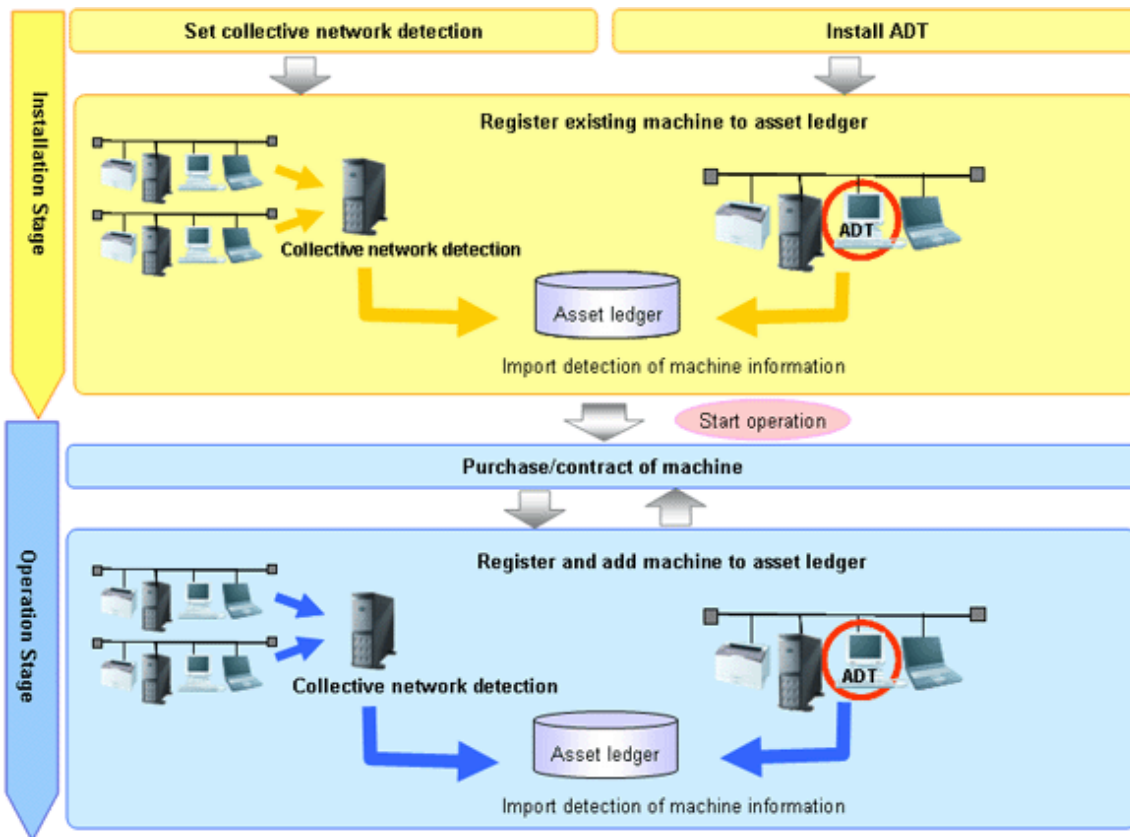 Set collective network detection
Install ADT
Installation Stage
Register existing machine to asset ledger
Collective network detection
ADT
Asset ledger
Import detection of machine information
Start operation
Purchase/contract of machine
Operation Stage
Register and add machine to asset ledger
Collective network detection
ADT
Asset ledger
Import detection of machine information